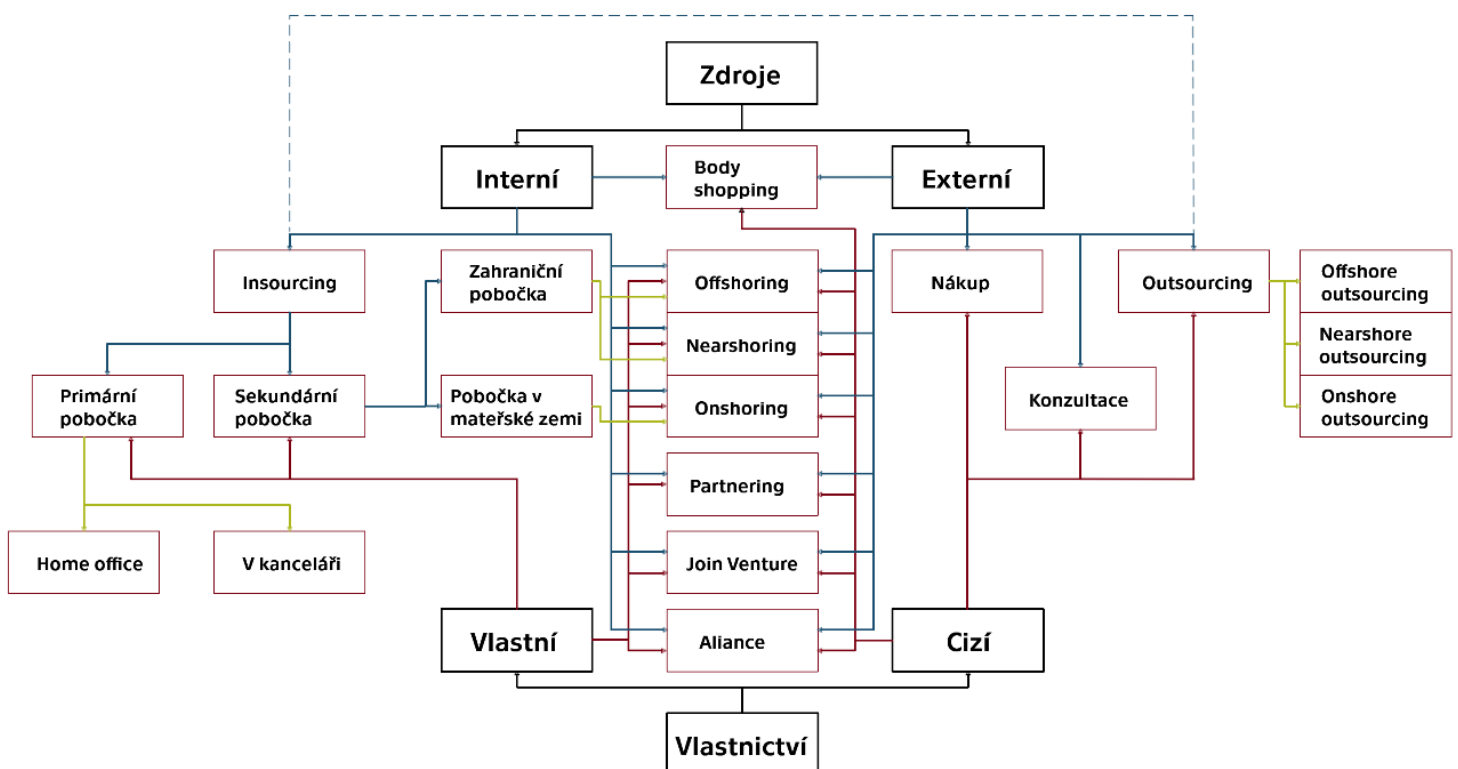 Zdroje
Interní
Body
shopping
Externí
Insourcing
Zahraniční
pobočka
Offshoring
Nákup
Outsourcing
Offshore
outsourcing
Nearshoring
Nearshore
outsourcing
Primární
pobočka
Sekundární
pobočka
Pobočka v
mateřské zemi
Onshoring
Konzultace
Onshore
outsourcing
Partnering
Home office
V kanceláři
Join Venture
Vlastní
Aliance
Cizí
Vlastnictví